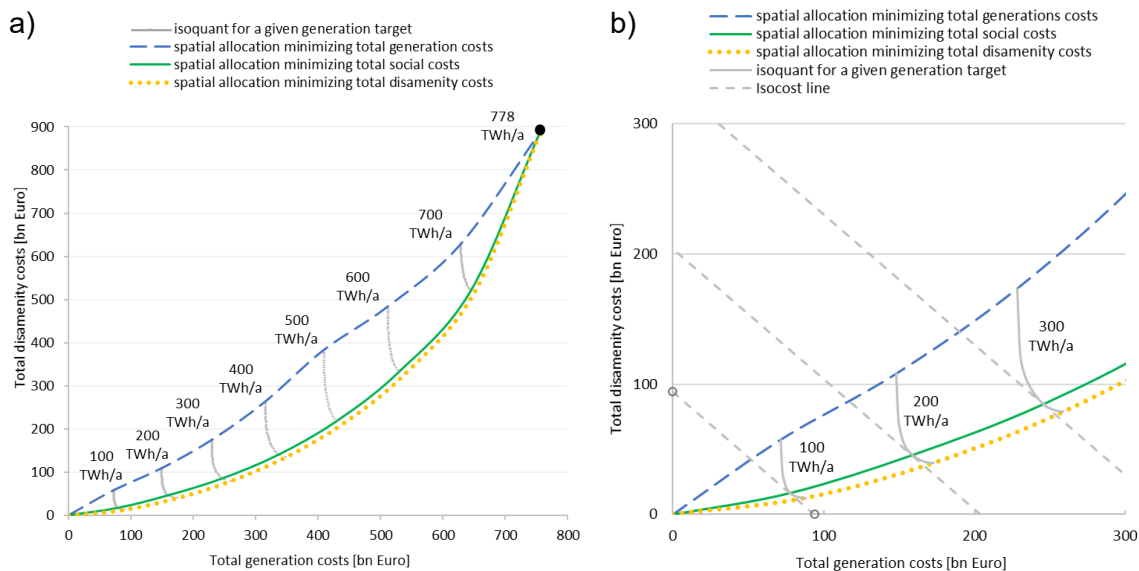 a)
isoquant for a given generation target
spatial allocation minimizing total generation costs
spatial allocation minimizing total social costs
spatial allocation minimizing total disamenity costs
Total disamenity costs [bn Euro]
900
800
700
600
500
400
300
200
100
0
100
TWh/a
200
TWh/a
300
TWh/a
400
TWh/a
500
TWh/a
600
TWh/a
700
TWh/a
778
TWh/a
0 100 200 300 400 500 600 700 800
Total generation costs [bn Euro]
b)
spatial allocation minimizing total generations costs
spatial allocation minimizing total social costs
spatial allocation minimizing total disamenity costs
isoquant for a given generation target
Isocost line
Total disamenity costs [bn Euro]
300
200
100
0
100
TWh/a
200
TWh/a
300
TWh/a
0 100 200 300
Total generation costs [bn Euro]